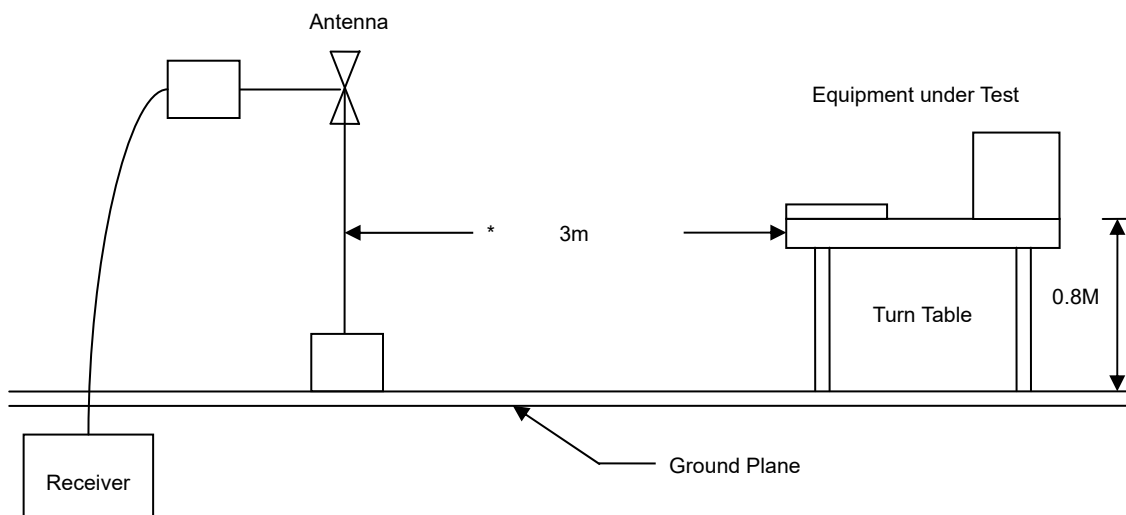 Antenna
Equipment under Test
* 3m
0.8M
Turn Table
Ground Plane
Receiver